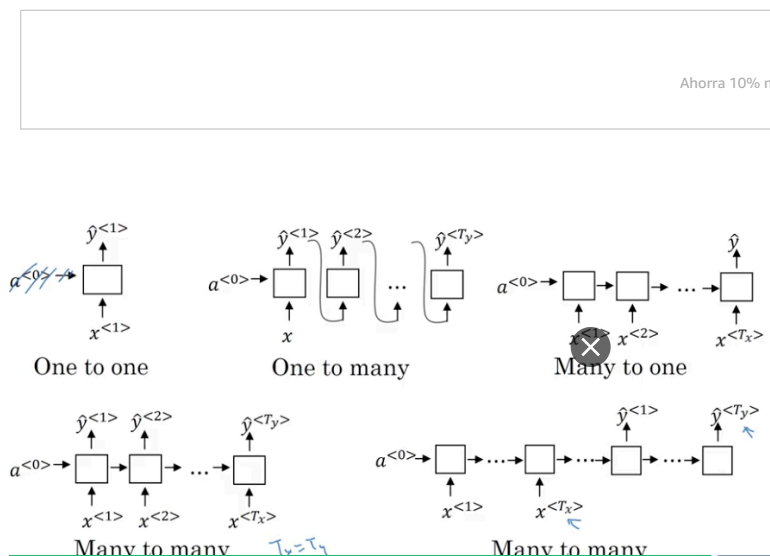 Ahorra 10%
ŷ<1>
a<0>
x<1>
One to one
ŷ<1> ŷ<2> ŷ<Ty>
a<0> ...
x
One to many
ŷ
a<0> ...
x<2> x<Tx>
Many to one
ŷ<1> ŷ<2> ŷ<Ty>
a<0> ...
x<1> x<2> x<Tx>
Many to many Tx=Ty
ŷ<1> ŷ<Ty>
a<0> ... ... ...
x<1> x<Tx>
Many to many